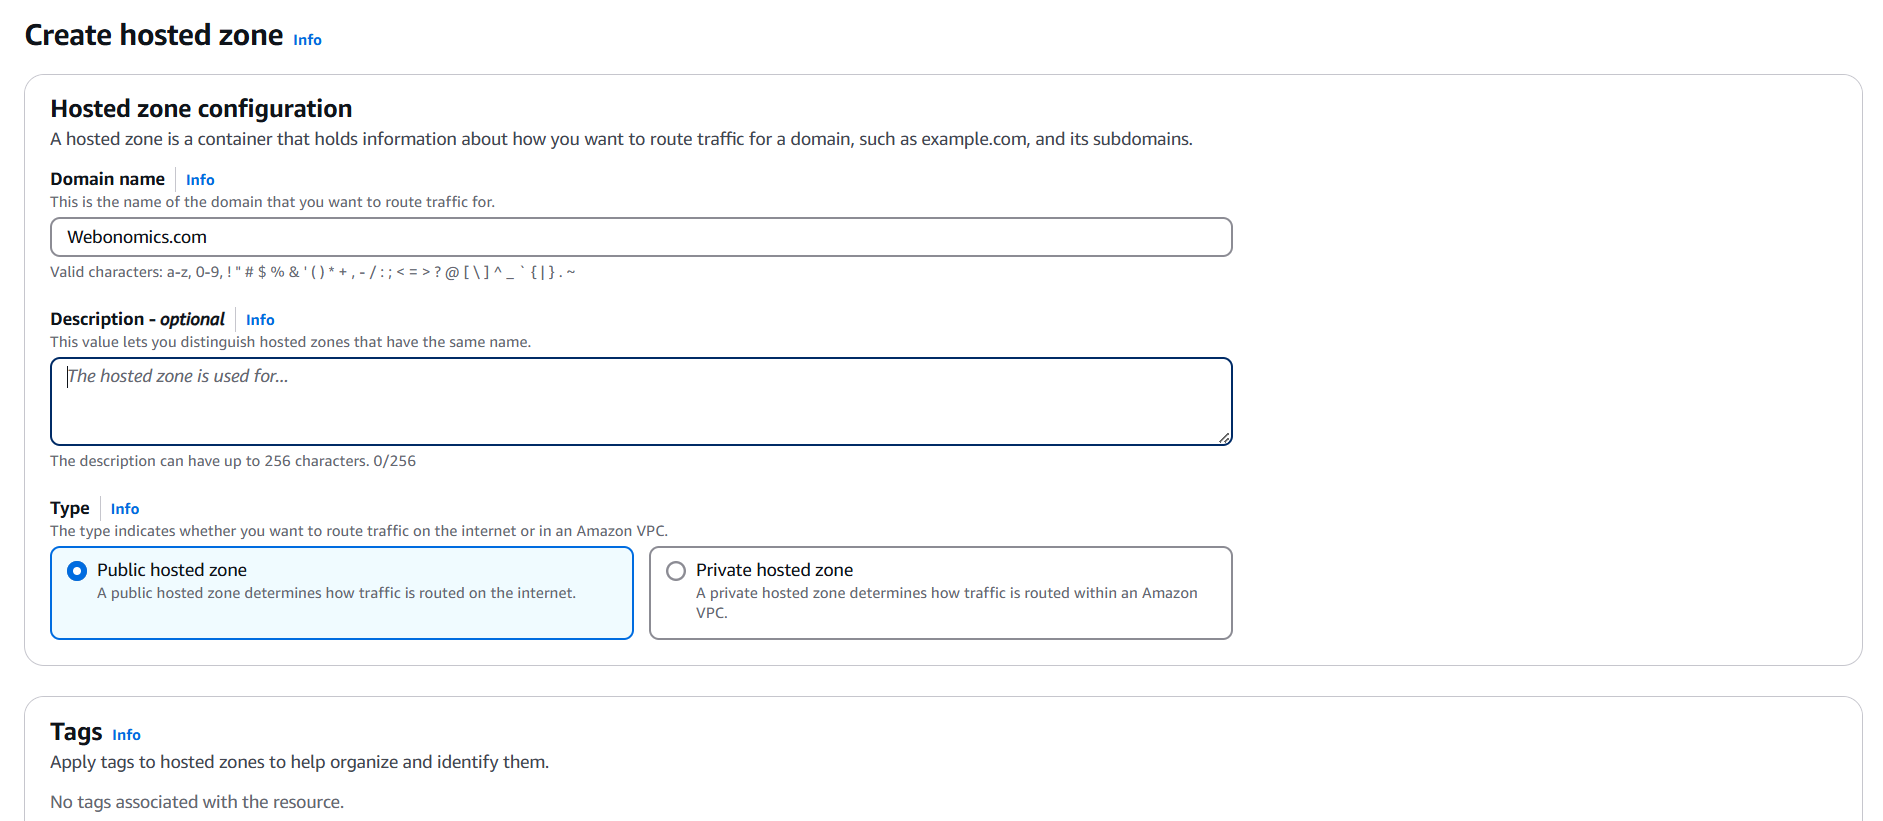 Create hosted zone Info
Hosted zone configuration
A hosted zone is a container that holds information about how you want to route traffic for a domain, such as example.com, and its subdomains.
Domain name Info
This is the name of the domain that you want to route traffic for.
Webonomics.com
Valid characters: a-z, 0-9, ! " # $ % & ' ( ) * + , - / : ; < = > ? @ [ \ ] ^ _ ` { | } . ~
Description - optional Info
This value lets you distinguish hosted zones that have the same name.
The hosted zone is used for...
The description can have up to 256 characters. 0/256
Type Info
The type indicates whether you want to route traffic on the internet or in an Amazon VPC.
Public hosted zone
A public hosted zone determines how traffic is routed on the internet.
Private hosted zone
A private hosted zone determines how traffic is routed within an Amazon
VPC.
Tags Info
Apply tags to hosted zones to help organize and identify them.
No tags associated with the resource.